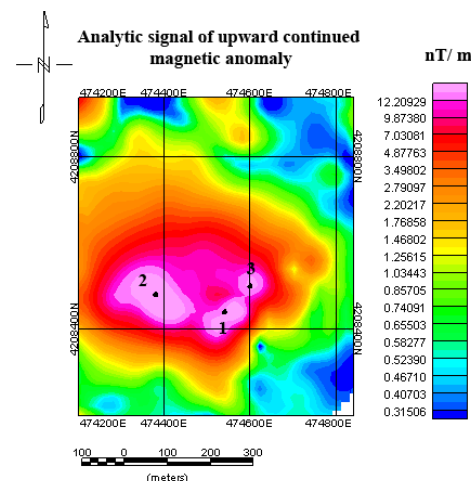 Analytic signal of upward continued
magnetic anomaly
nT/ m
N
474200E 474400E 474600E 474800E
4208800N 4208800N
4208400N 4208400N
2
3
1
474200E 474400E 474600E 474800E
12.20929
9.87380
7.03081
4.87763
3.49802
2.79097
2.20217
1.76858
1.46802
1.25615
1.03443
0.85705
0.74091
0.65503
0.58277
0.52390
0.46710
0.40703
0.31506
100 0 100 200 300
(meters)